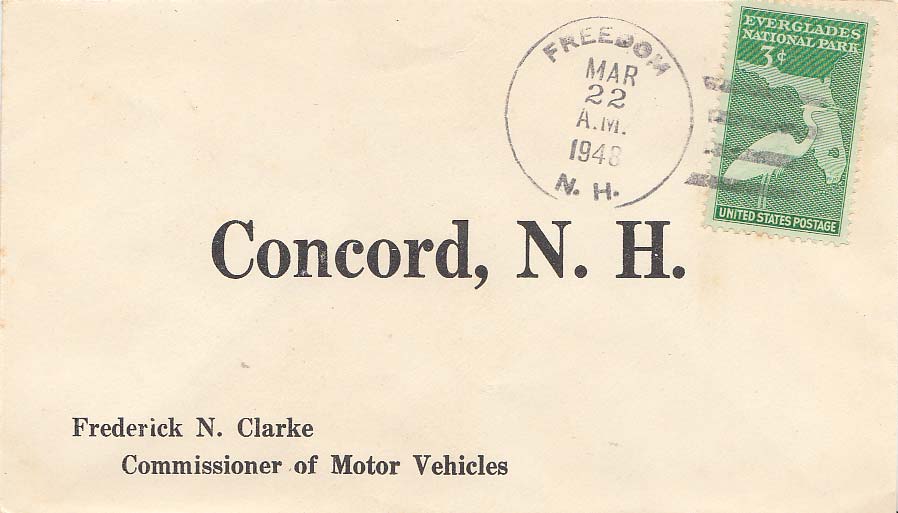 FREEDOM
MAR
22
A.M.
1948
N. H.
EVERGLADES
NATIONAL PARK
3¢
UNITED STATES POSTAGE
Concord, N. H.
Frederick N. Clarke
Commissioner of Motor Vehicles